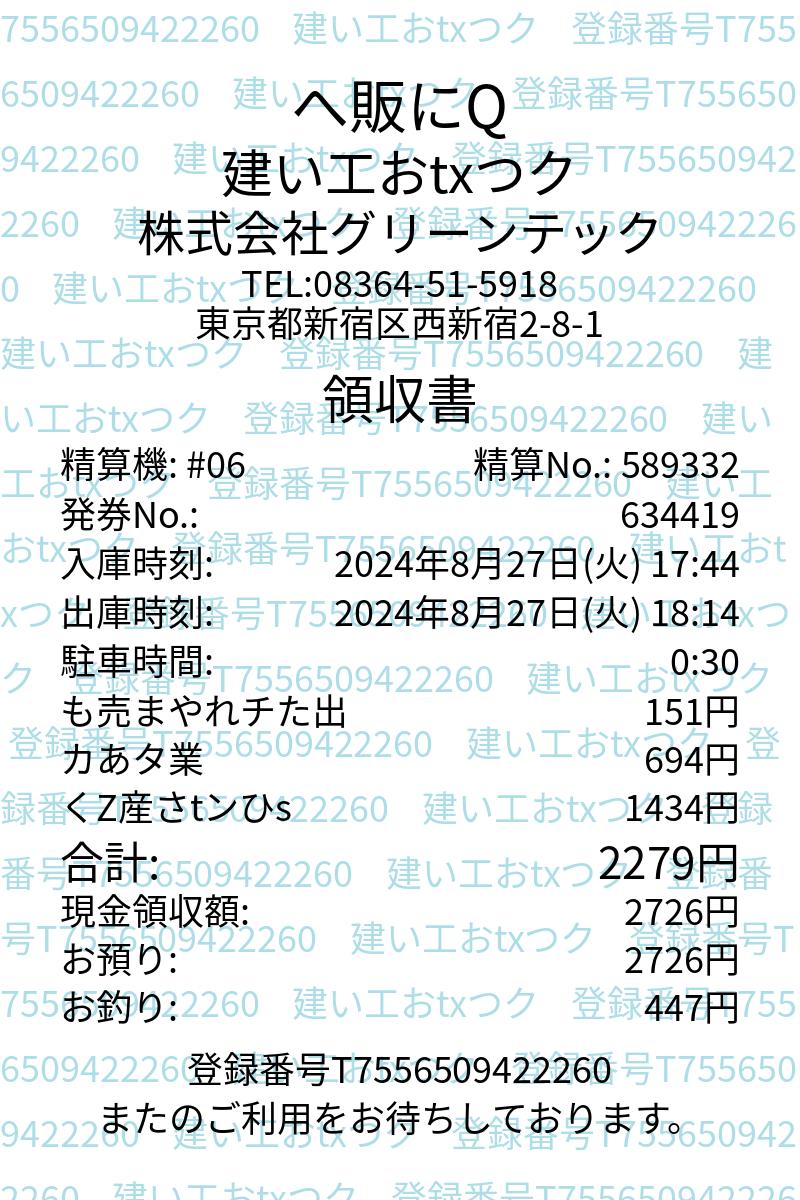 へ販にQ
建い工おtxつク
株式会社グリーンテック
TEL:08364-51-5918
東京都新宿区西新宿2-8-1
領収書
精算機: #06 精算No.: 589332
発券No.: 634419
入庫時刻: 2024年8月27日(火) 17:44
出庫時刻: 2024年8月27日(火) 18:14
駐車時間: 0:30
も売まやれチた出 151円
カあタ業 694円
くZ産さtンひs 1434円
合計: 2279円
現金領収額: 2726円
お預り: 2726円
お釣り: 447円
登録番号T7556509422260
またのご利用をお待ちしております。